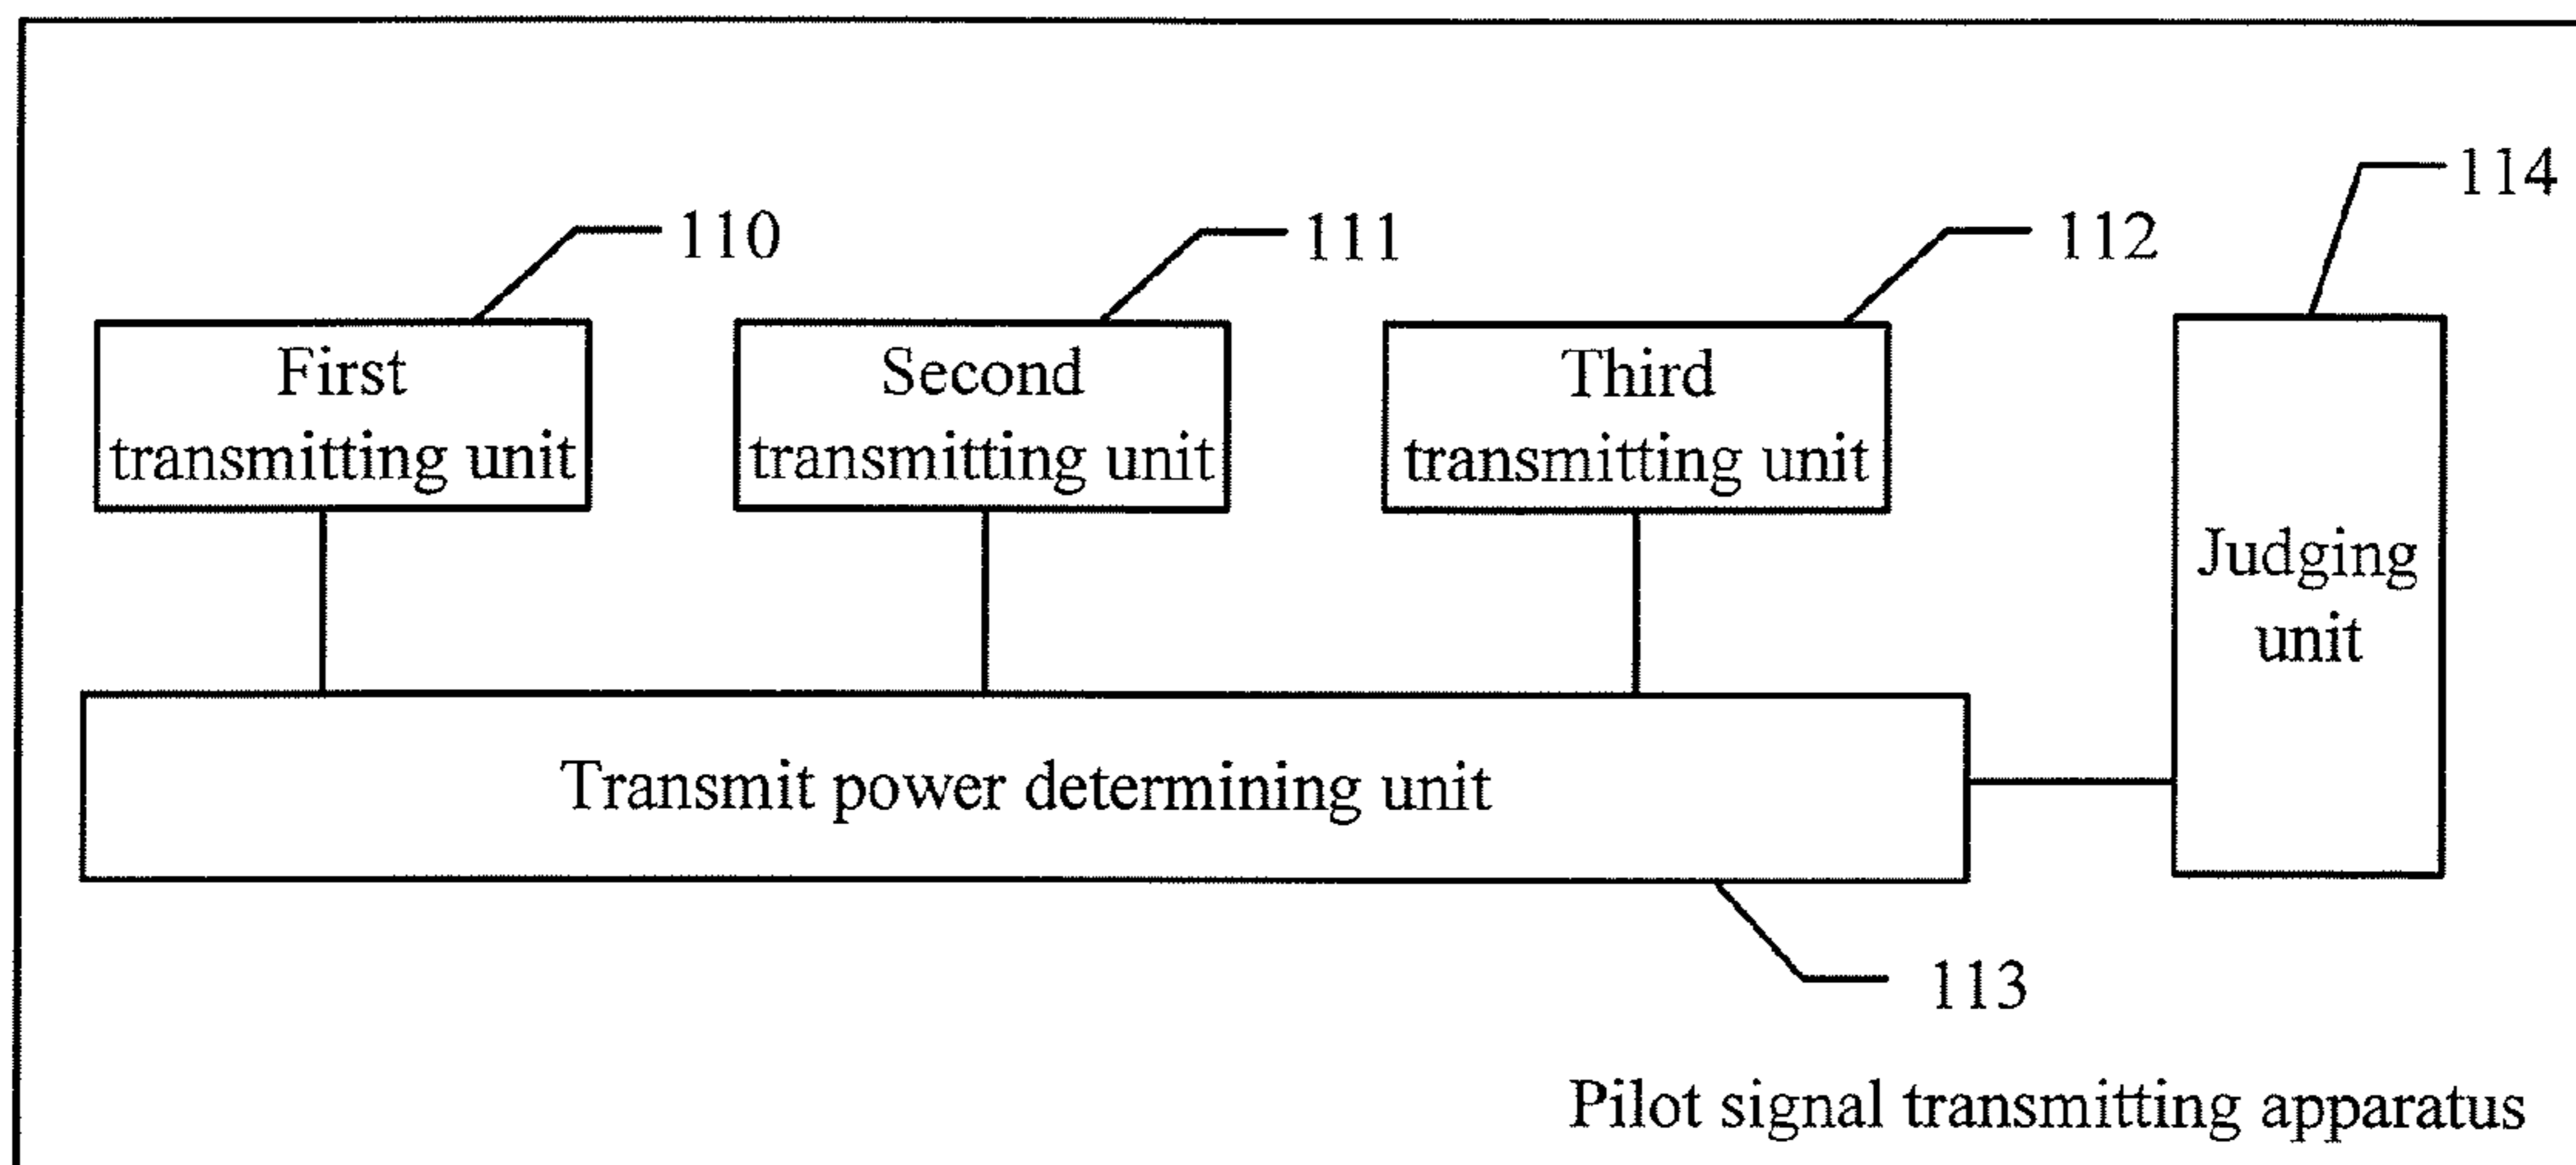 114
110
111
112
First
transmitting unit
Second
transmitting unit
Third
transmitting unit
Judging
unit
Transmit power determining unit
113
Pilot signal transmitting apparatus